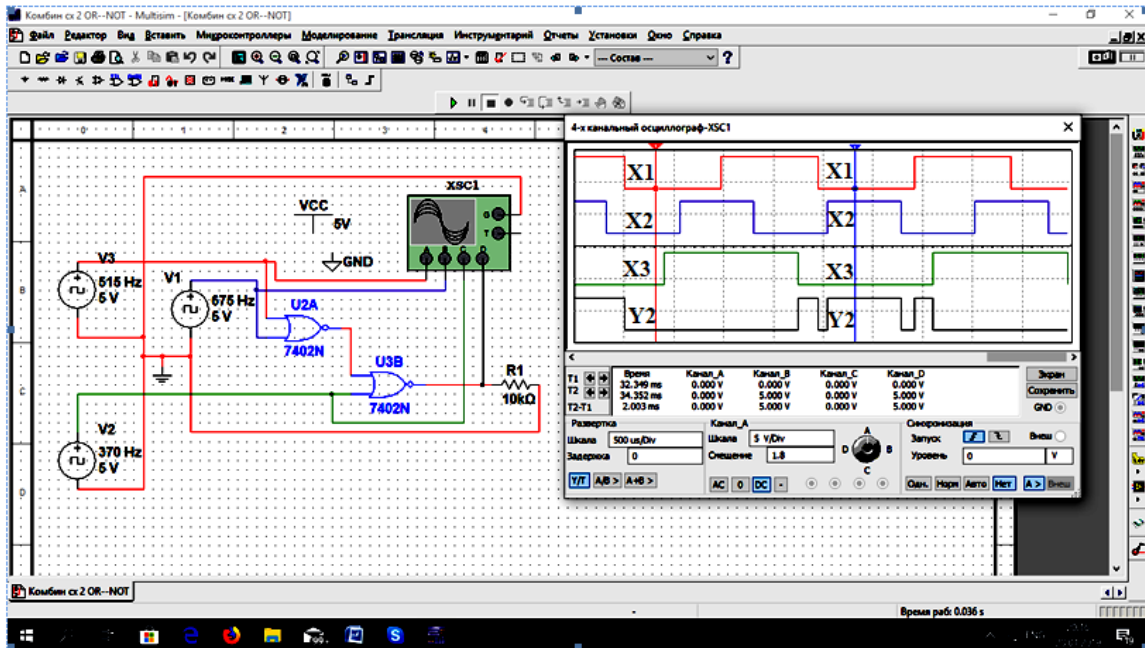 Комбин сх 2 OR--NOT - Multisim - [Комбин сх 2 OR--NOT]
Файл Редактор Вид Вставить Микроконтроллеры Моделирование Трансляция Инструментарий Отчеты Установки Окно Справка
--- Состав ---
0 1 2 3 4
A
B
C
D
XSC1
G
T
A B C D
VCC
5V
GND
V3
515 Hz
5 V
V1
675 Hz
5 V
U2A
7402N
U3B
7402N
R1
10kΩ
V2
370 Hz
5 V
4-х канальный осциллограф-XSC1
X1 X1
X2 X2
X3 X3
Y2 Y2
Время Канал_A Канал_B Канал_C Канал_D
T1 32.349 ms 0.000 V 0.000 V 0.000 V 0.000 V
T2 34.352 ms 0.000 V 5.000 V 0.000 V 5.000 V
T2-T1 2.003 ms 0.000 V 5.000 V 0.000 V 5.000 V
Экран
Сохранить
GND
Развертка
Шкала 500 us/Div
Задержка 0
Y/T B/A > A+B >
Канал_A
Шкала 5 V/Div
Смещение 1.8
AC 0 DC -
A
D B
C
Синхронизация
Запуск Внеш
Уровень 0 V
Одн. Норм Авто Нет A > Внеш
Комбин сх 2 OR--NOT
Время раб: 0.036 s